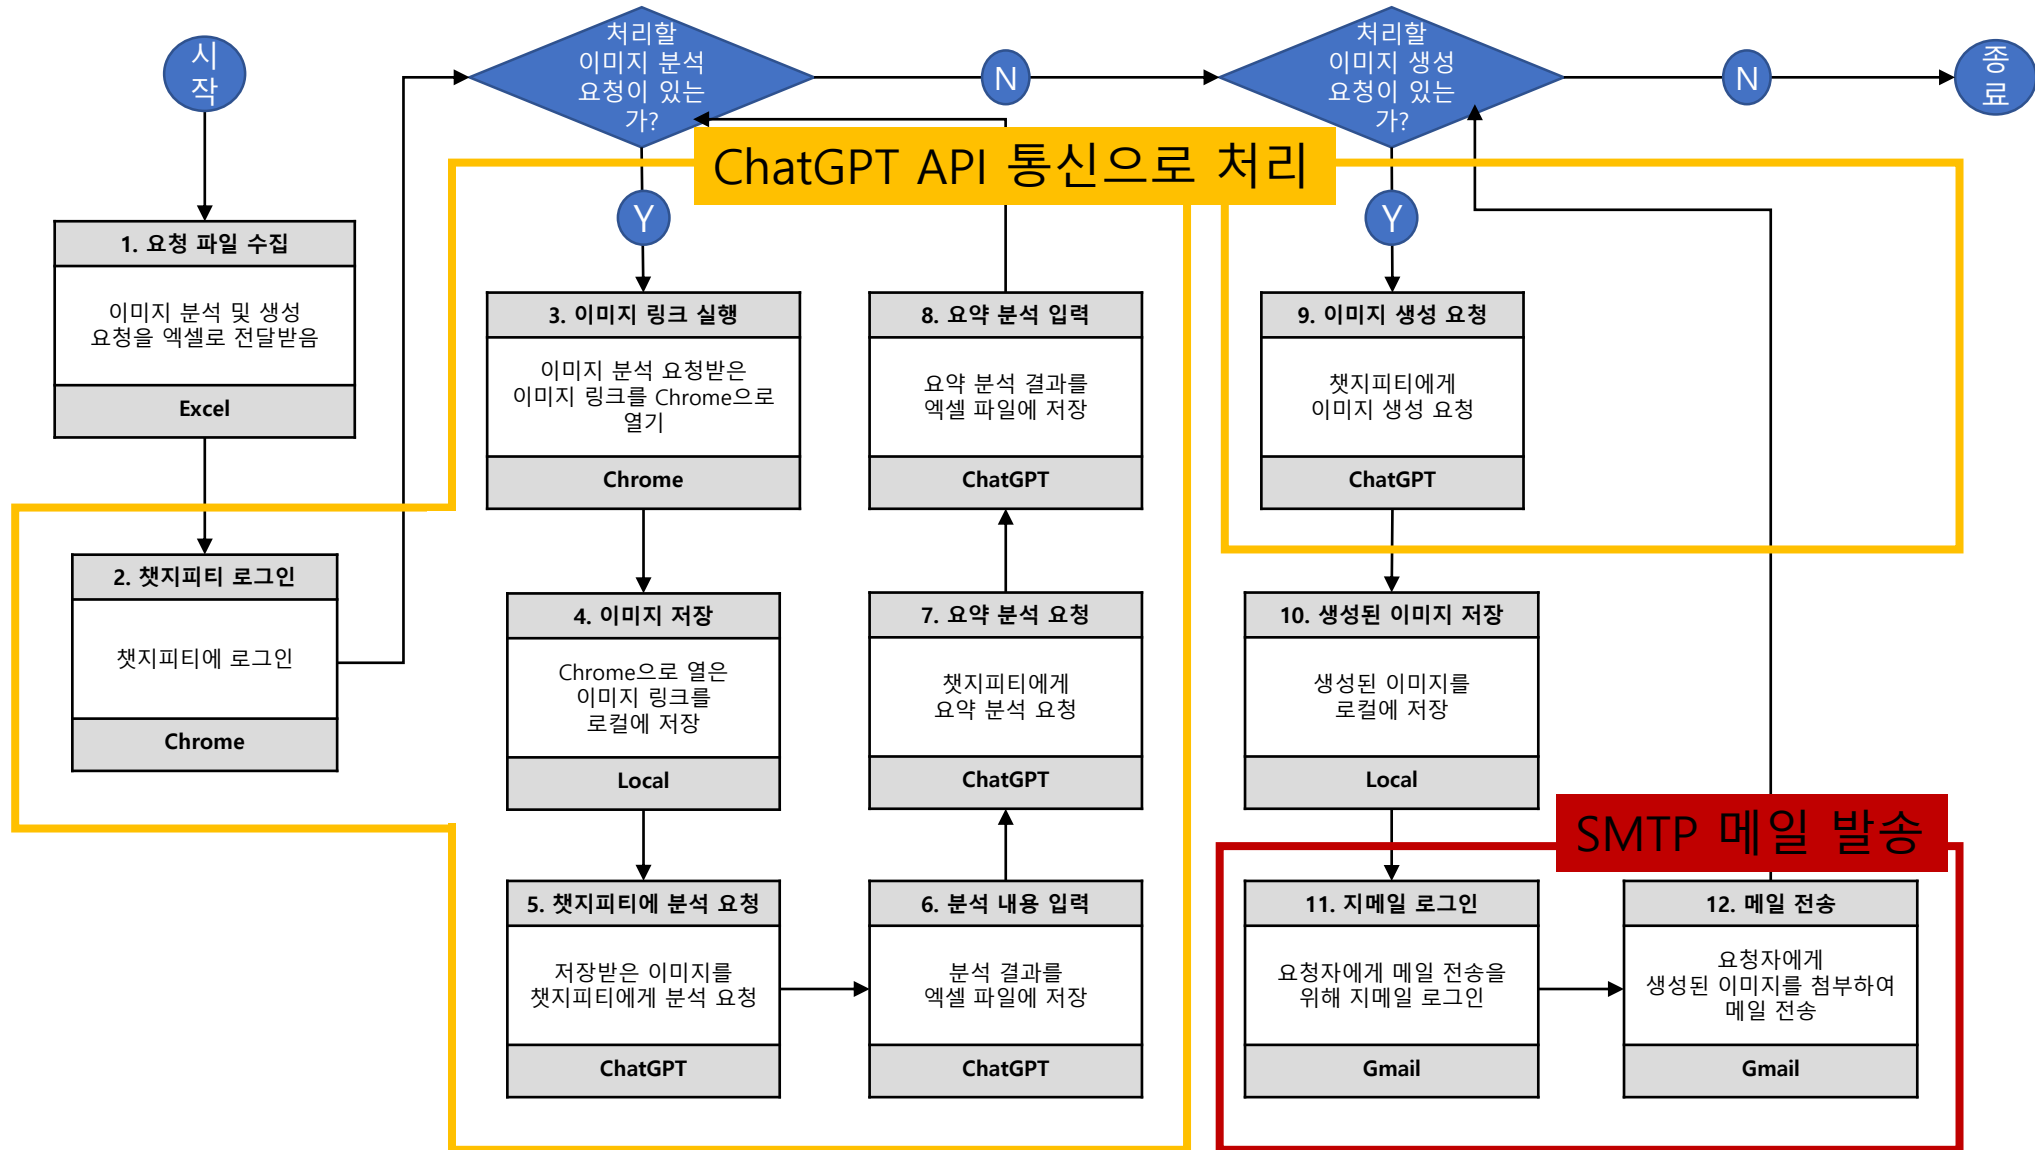 시
작
처리할
이미지 분석
요청이 있는
가?
N
처리할
이미지 생성
요청이 있는
가?
N
종
료
ChatGPT API 통신으로 처리
Y
Y
1. 요청 파일 수집
이미지 분석 및 생성
요청을 엑셀로 전달받음
Excel
2. 챗지피티 로그인
챗지피티에 로그인
Chrome
3. 이미지 링크 실행
이미지 분석 요청받은
이미지 링크를 Chrome으로
열기
Chrome
4. 이미지 저장
Chrome으로 열은
이미지 링크를
로컬에 저장
Local
5. 챗지피티에 분석 요청
저장받은 이미지를
챗지피티에게 분석 요청
ChatGPT
6. 분석 내용 입력
분석 결과를
엑셀 파일에 저장
ChatGPT
7. 요약 분석 요청
챗지피티에게
요약 분석 요청
ChatGPT
8. 요약 분석 입력
요약 분석 결과를
엑셀 파일에 저장
ChatGPT
9. 이미지 생성 요청
챗지피티에게
이미지 생성 요청
ChatGPT
10. 생성된 이미지 저장
생성된 이미지를
로컬에 저장
Local
SMTP 메일 발송
11. 지메일 로그인
요청자에게 메일 전송을
위해 지메일 로그인
Gmail
12. 메일 전송
요청자에게
생성된 이미지를 첨부하여
메일 전송
Gmail